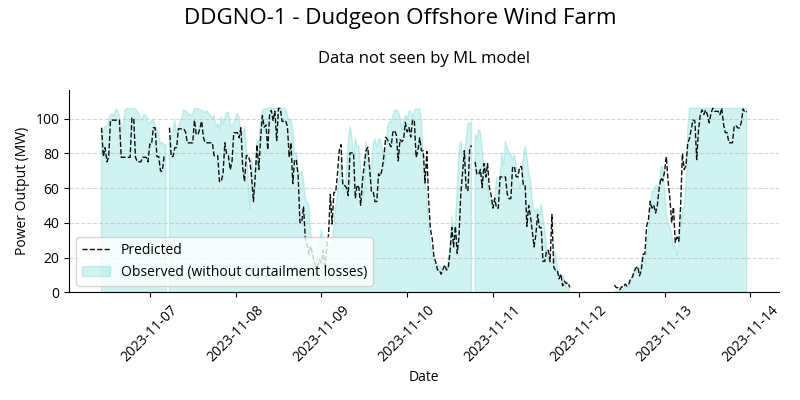 DDGNO-1 - Dudgeon Offshore Wind Farm
Data not seen by ML model
Power Output (MW)
100
80
60
40
20
0
Predicted
Observed (without curtailment losses)
2023-11-07
2023-11-08
2023-11-09
2023-11-10
2023-11-11
2023-11-12
2023-11-13
2023-11-14
Date